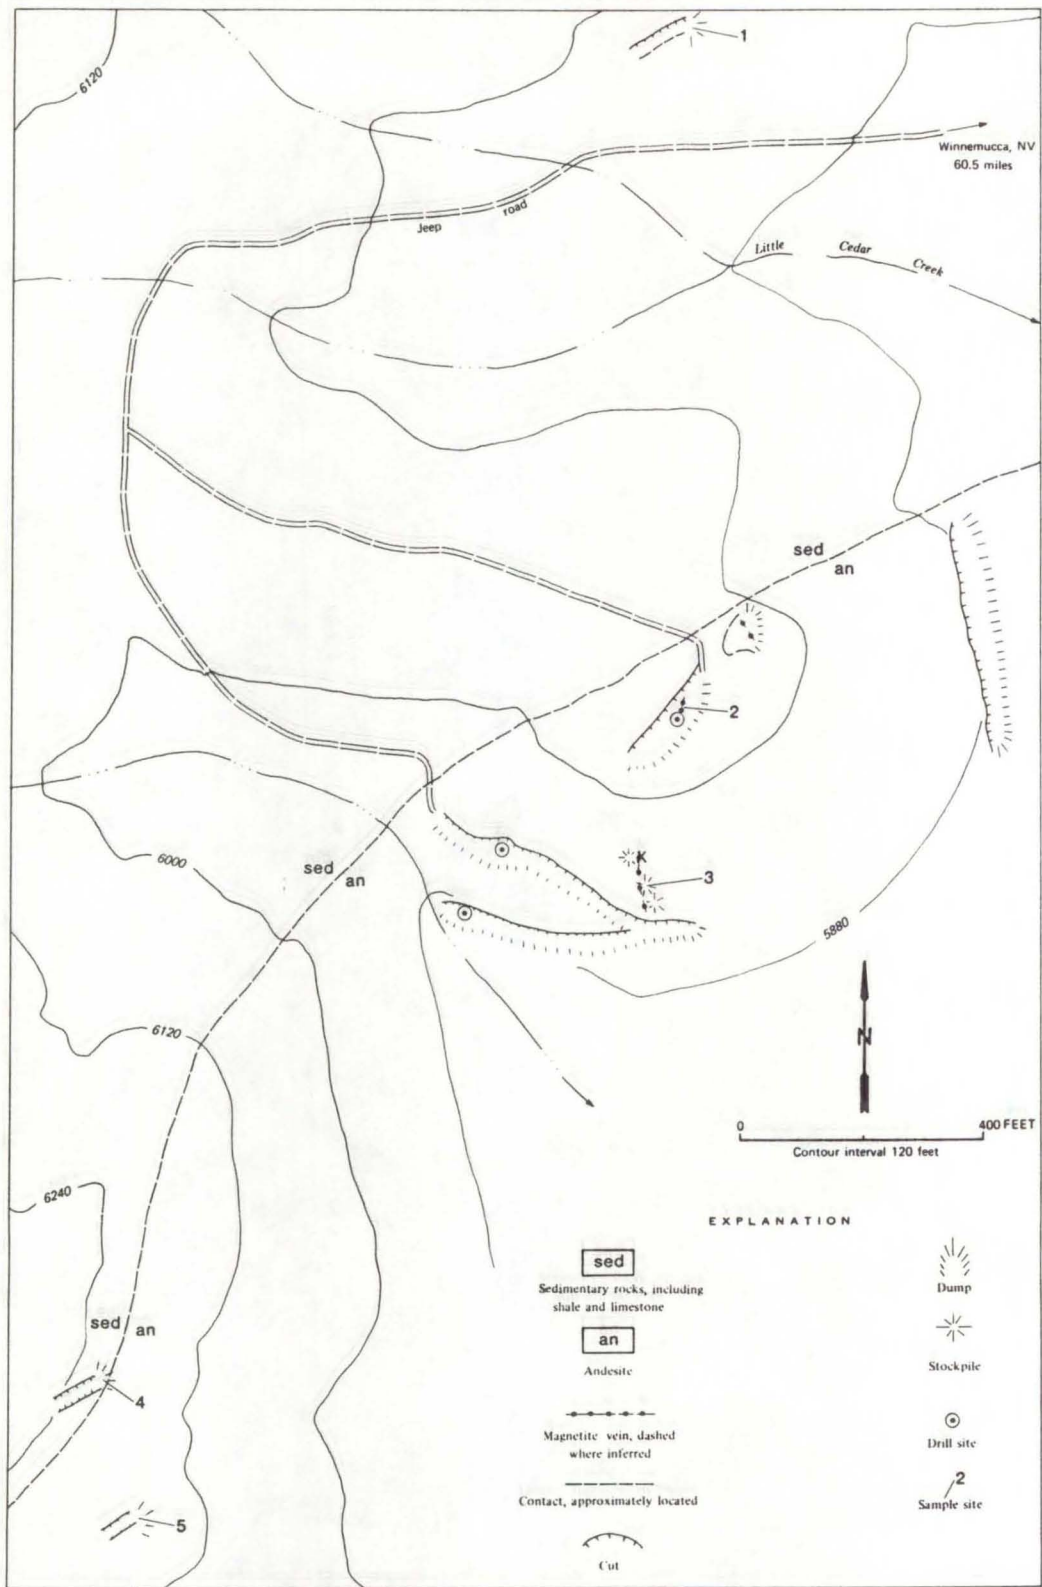 1
6120
Winnemucca, NV
60.5 miles
Jeep road
Little Cedar Creek
sed
an
2
3
6000
sed
an
5880
N
6120
0 400 FEET
Contour interval 120 feet
6240
EXPLANATION
sed
Sedimentary rocks, including
shale and limestone
Dump
sed
an
an
Andesite
Stockpile
4
Magnetite vein, dashed
where inferred
Drill site
Contact, approximately located
2
Sample site
5
Cut